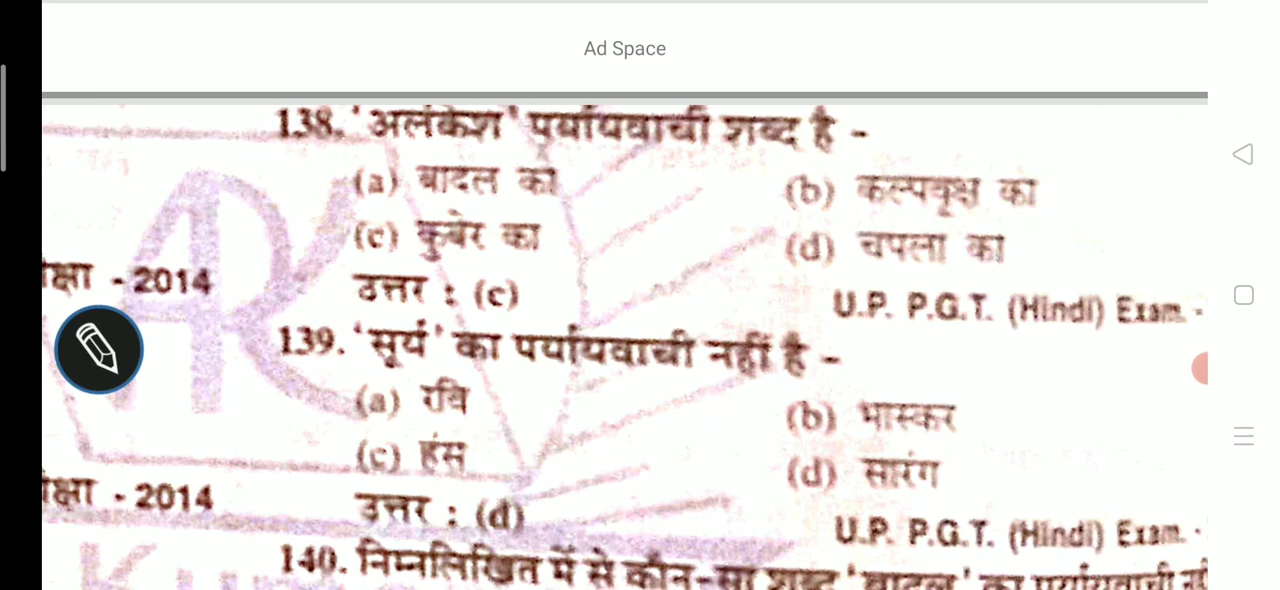 Ad Space
138. 'अलकेश' पर्यायवाची शब्द है -
(a) बादल का (b) कल्पवृक्ष का
(c) कुबेर का (d) चपला का
उत्तर : (c)
क्षा - 2014 U.P. P.G.T. (Hindi) Exam. -
139. 'सूर्य' का पर्यायवाची नहीं है -
(a) रवि (b) भास्कर
(c) हंस (d) सारंग
उत्तर : (d)
क्षा - 2014 U.P. P.G.T. (Hindi) Exam. -
140. निम्नलिखित में से कौन-सा शब्द 'बादल' का पर्यायवाची